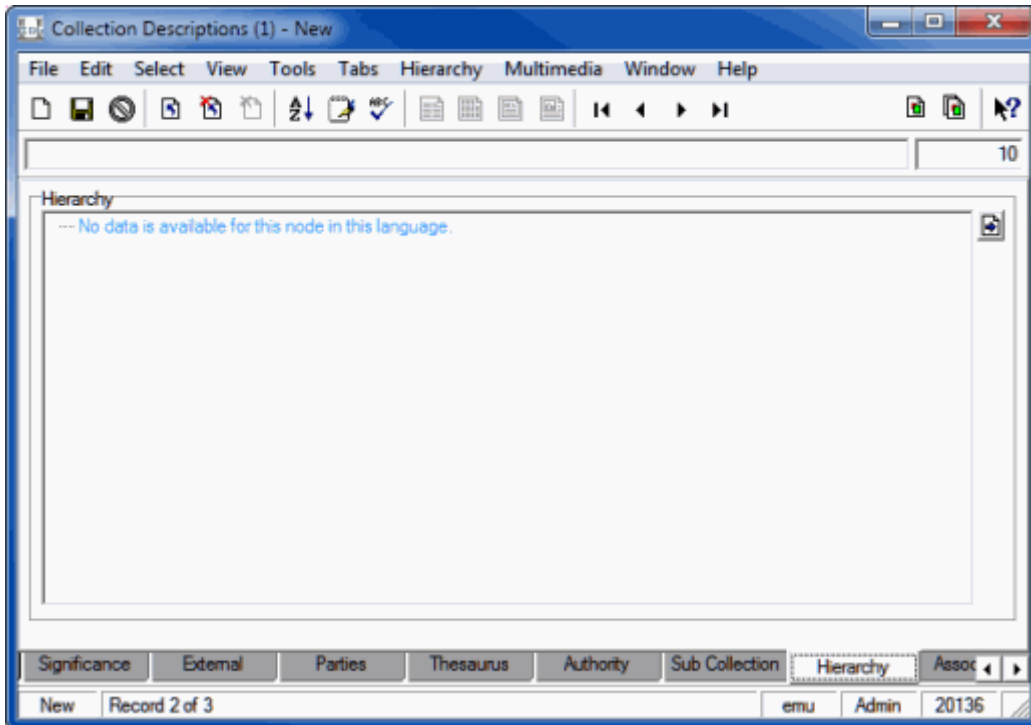 Collection Descriptions (1) - New
File Edit Select View Tools Tabs Hierarchy Multimedia Window Help
10
Hierarchy
No data is available for this node in this language.
Significance External Parties Thesaurus Authority Sub Collection Hierarchy Assoc
New Record 2 of 3 emu Admin 20136